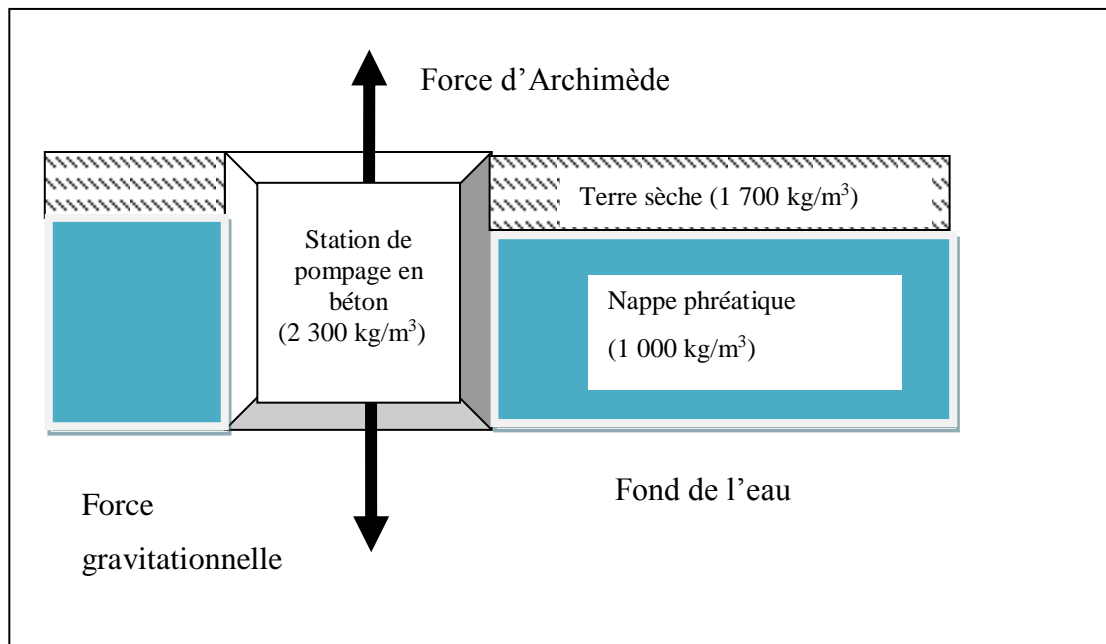 Force d’Archimède
Terre sèche (1 700 kg/m³)
Station de
pompage en
béton
(2 300 kg/m³)
Nappe phréatique
(1 000 kg/m³)
Force
gravitationnelle
Fond de l’eau